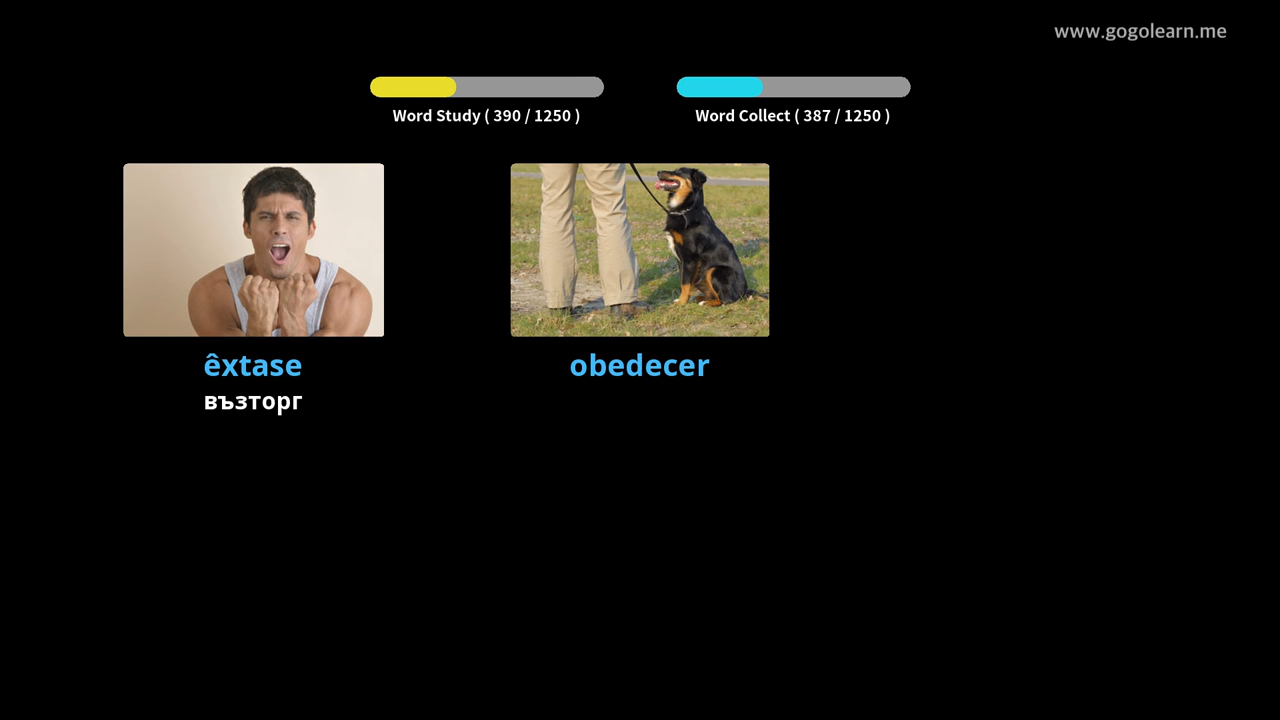 www.gogolearn.me
Word Study ( 390 / 1250 )
Word Collect ( 387 / 1250 )
êxtase
възторг
obedecer